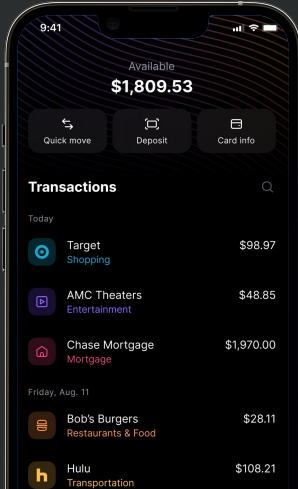 9:41
Available
$1,809.53
Quick move
Deposit
Card info
Transactions
Today
Target
$98.97
Shopping
AMC Theaters
$48.85
Entertainment
Chase Mortgage
$1,970.00
Mortgage
Friday, Aug. 11
Bob's Burgers
$28.11
Restaurants & Food
h
Hulu
$108.21
Transportation